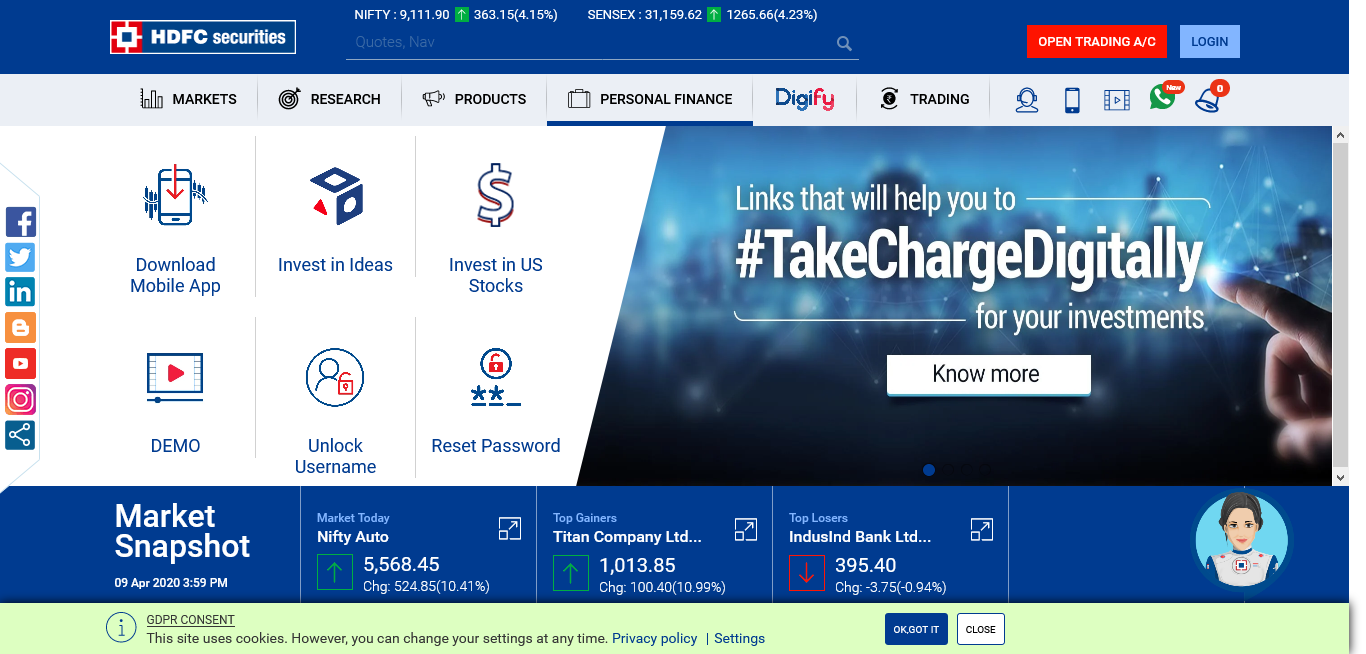 NIFTY : 9,111.90 363.15(4.15%) SENSEX : 31,159.62 1265.66(4.23%)
HDFC securities
Quotes, Nav
OPEN TRADING A/C LOGIN
MARKETS RESEARCH PRODUCTS PERSONAL FINANCE Digify TRADING New 0
Download
Mobile App
Invest in Ideas
Invest in US
Stocks
DEMO
Unlock
Username
Reset Password
Links that will help you to
#TakeChargeDigitally
for your investments
Know more
Market
Snapshot
09 Apr 2020 3:59 PM
Market Today
Nifty Auto
5,568.45
Chg: 524.85(10.41%)
Top Gainers
Titan Company Ltd...
1,013.85
Chg: 100.40(10.99%)
Top Losers
IndusInd Bank Ltd...
395.40
Chg: -3.75(-0.94%)
GDPR CONSENT
This site uses cookies. However, you can change your settings at any time. Privacy policy | Settings
OK,GOT IT CLOSE